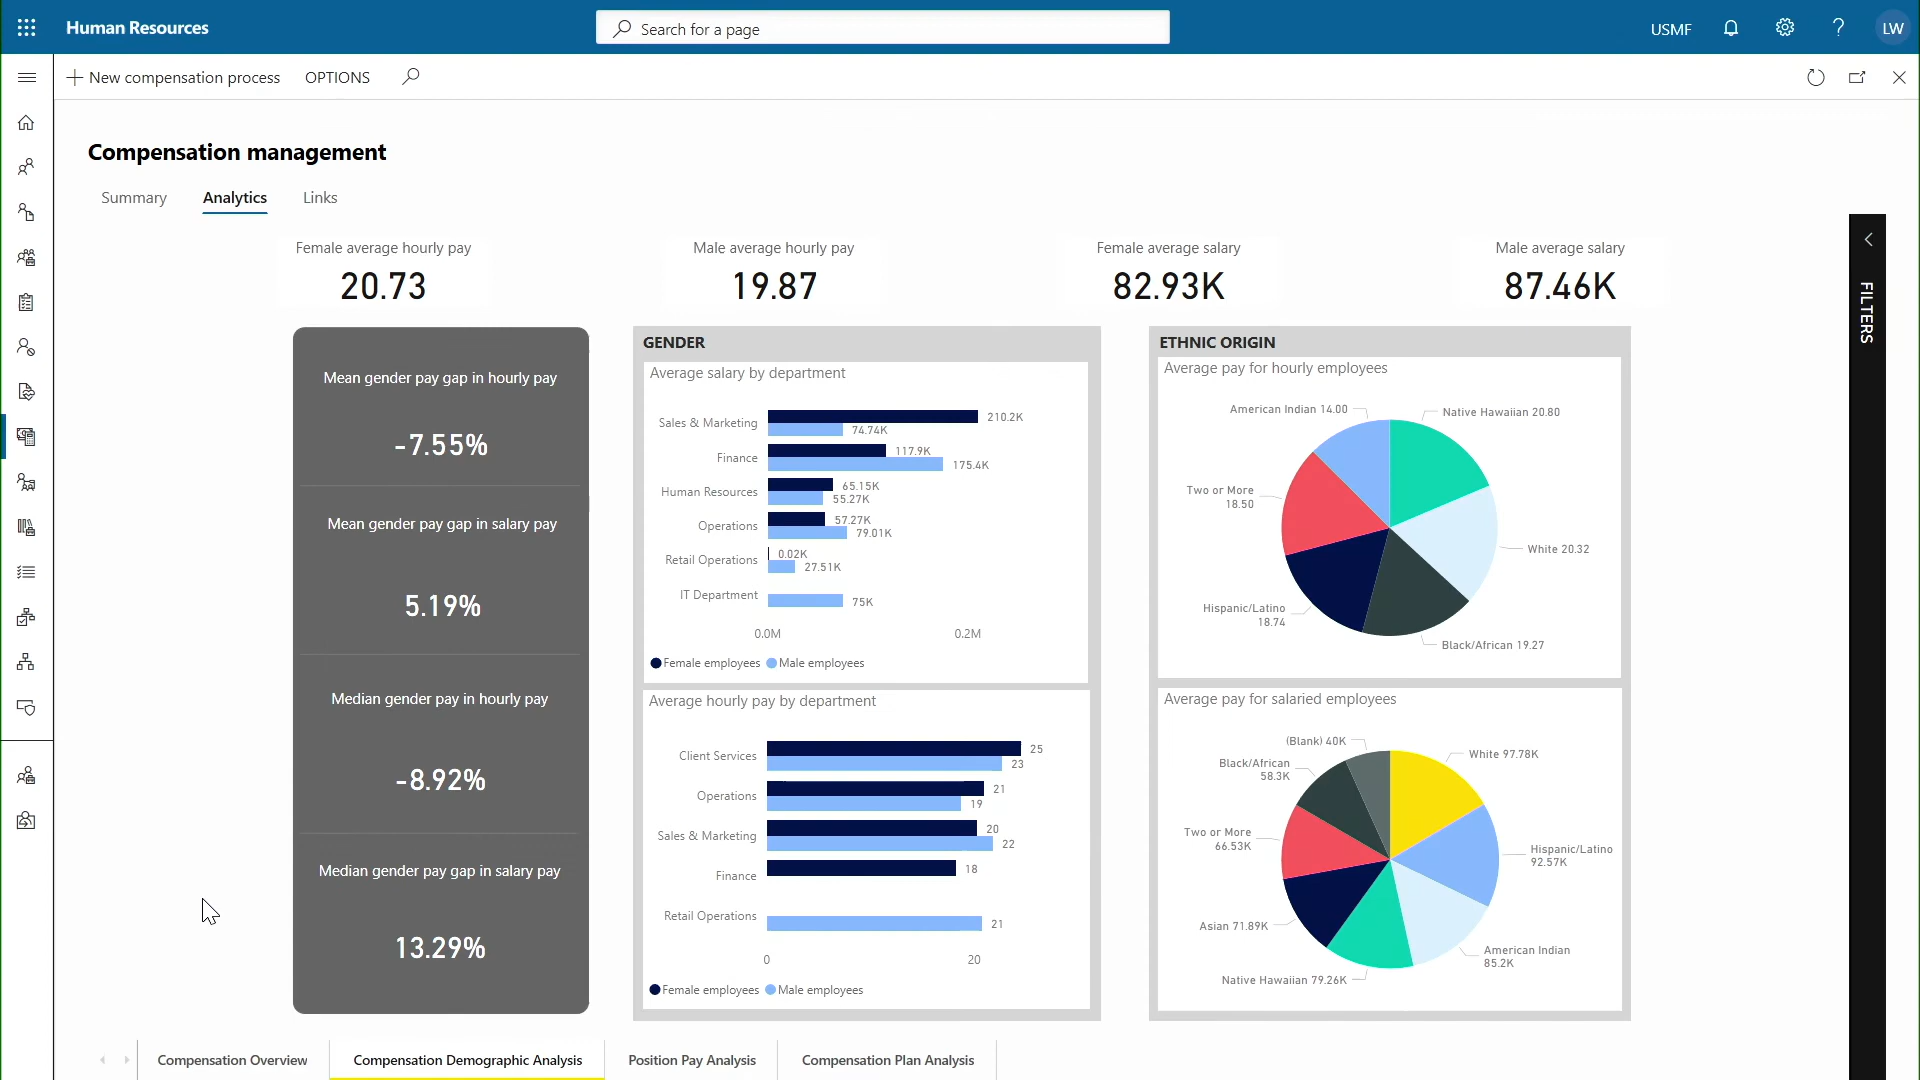 Human Resources
Search for a page
USMF
?
LW
New compensation process
OPTIONS
Compensation management
Summary
Analytics
Links
Female average hourly pay
20.73
Male average hourly pay
19.87
Female average salary
82.93K
Male average salary
87.46K
FILTERS
Mean gender pay gap in hourly pay
-7.55%
Mean gender pay gap in salary pay
5.19%
Median gender pay in hourly pay
-8.92%
Median gender pay gap in salary pay
13.29%
GENDER
Average salary by department
Sales & Marketing
210.2K
74.74K
Finance
117.9K
175.4K
Human Resources
65.15K
55.27K
Operations
57.27K
79.01K
Retail Operations
0.02K
27.51K
IT Department
75K
0.0M
0.2M
Female employees
Male employees
Average hourly pay by department
Client Services
25
23
Operations
21
19
Sales & Marketing
20
22
Finance
18
Retail Operations
21
0
20
Female employees
Male employees
ETHNIC ORIGIN
Average pay for hourly employees
American Indian 14.00
Native Hawaiian 20.80
Two or More
18.50
White 20.32
Hispanic/Latino
18.74
Black/African 19.27
Average pay for salaried employees
(Blank) 40K
White 97.78K
Black/African
58.3K
Two or More
66.53K
Hispanic/Latino
92.57K
Asian 71.89K
American Indian
85.2K
Native Hawaiian 79.26K
Compensation Overview
Compensation Demographic Analysis
Position Pay Analysis
Compensation Plan Analysis